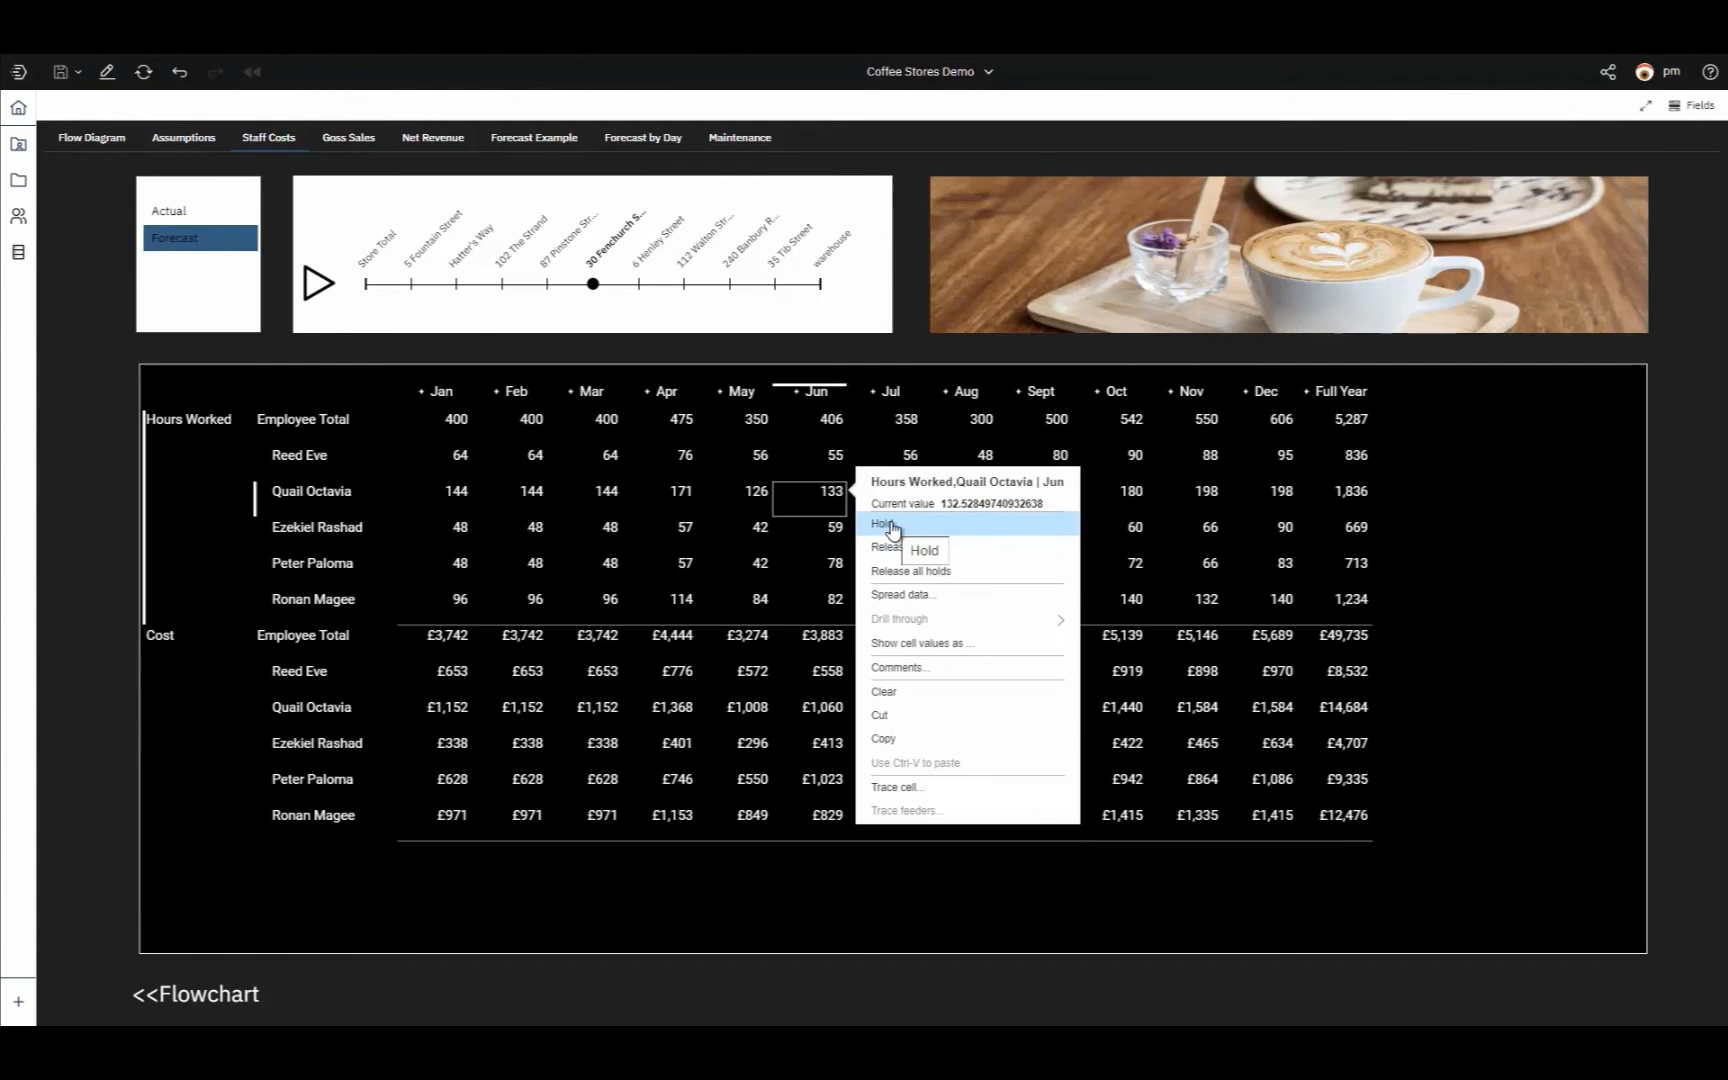 Coffee Stores Demo
pm
Fields
Flow Diagram Assumptions Staff Costs Goss Sales Net Revenue Forecast Example Forecast by Day Maintenance
Actual
Forecast
Store Total
5 Fountain Street
Hatter's Way
102 The Strand
87 Pinstone Str...
30 Fenchurch S...
6 Henley Street
112 Walton Str...
240 Banbury R...
35 Tib Street
warehouse
Jan Feb Mar Apr May Jun Jul Aug Sept Oct Nov Dec Full Year
Hours Worked Employee Total 400 400 400 475 350 406 358 300 500 542 550 606 5,287
Reed Eve 64 64 64 76 56 55 56 48 80 90 88 95 836
Quail Octavia 144 144 144 171 126 133 180 198 198 1,836
Ezekiel Rashad 48 48 48 57 42 59 60 66 90 669
Peter Paloma 48 48 48 57 42 78 72 66 83 713
Ronan Magee 96 96 96 114 84 82 140 132 140 1,234
Cost Employee Total £3,742 £3,742 £3,742 £4,444 £3,274 £3,883 £5,139 £5,146 £5,689 £49,735
Reed Eve £653 £653 £653 £776 £572 £558 £919 £898 £970 £8,532
Quail Octavia £1,152 £1,152 £1,152 £1,368 £1,008 £1,060 £1,440 £1,584 £1,584 £14,684
Ezekiel Rashad £338 £338 £338 £401 £296 £413 £422 £465 £634 £4,707
Peter Paloma £628 £628 £628 £746 £550 £1,023 £942 £864 £1,086 £9,335
Ronan Magee £971 £971 £971 £1,153 £849 £829 £1,415 £1,335 £1,415 £12,476
Hours Worked,Quail Octavia | Jun
Current value 132.52849740932638
Hold
Hold
Release all holds
Spread data...
Drill through
Show cell values as ...
Comments...
Clear
Cut
Copy
Use Ctrl-V to paste
Trace cell...
Trace feeders...
<<Flowchart